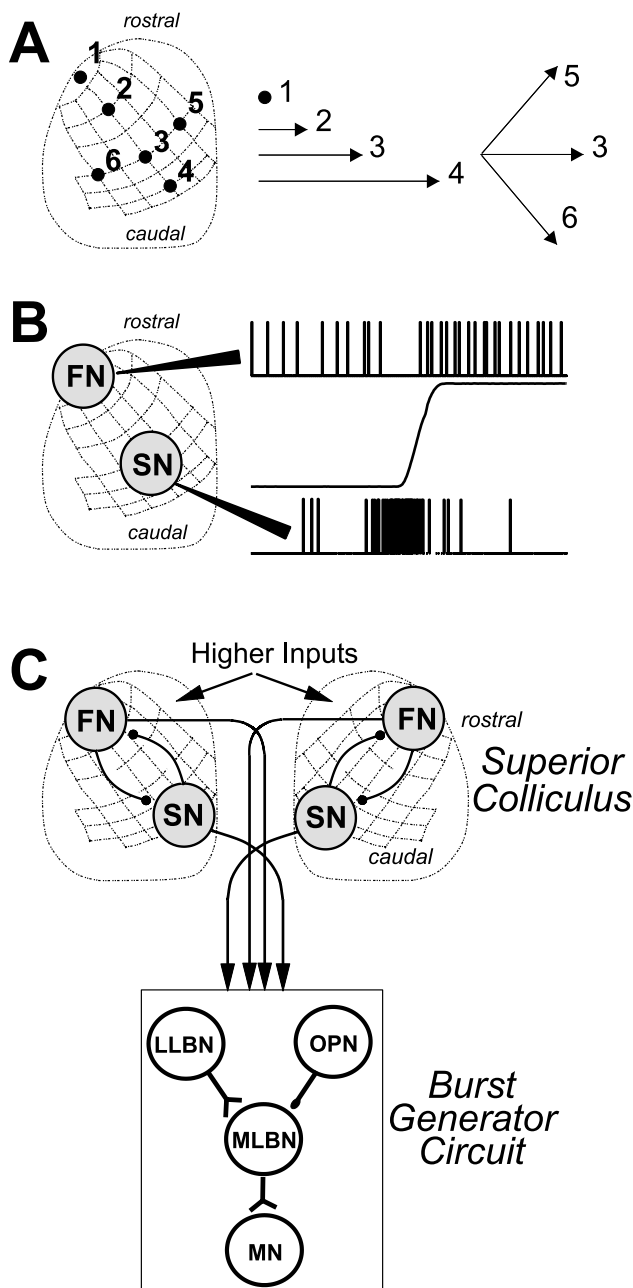 A
rostral
1
2
5
3
6
4
caudal
1
2
3
4
5
3
6
B
rostral
FN
SN
caudal
C
Higher Inputs
FN
FN
rostral
SN
SN
caudal
Superior
Colliculus
LLBN
OPN
MLBN
MN
Burst
Generator
Circuit